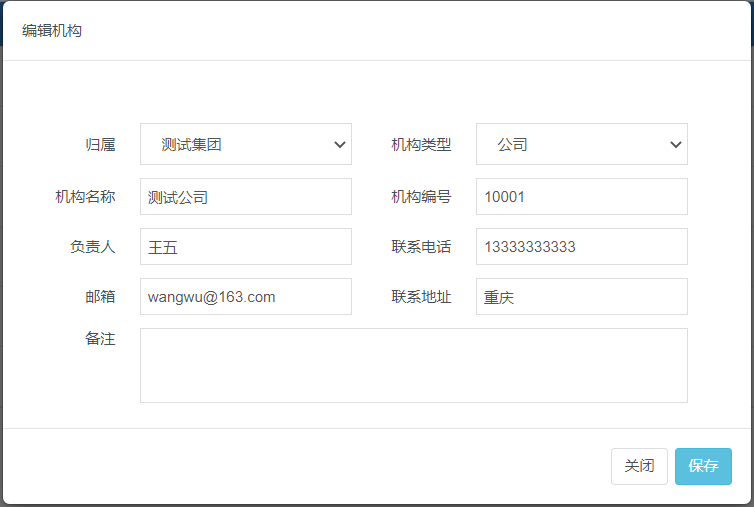 编辑机构
归属 测试集团 机构类型 公司
机构名称 测试公司 机构编号 10001
负责人 王五 联系电话 13333333333
邮箱 wangwu@163.com 联系地址 重庆
备注
关闭 保存